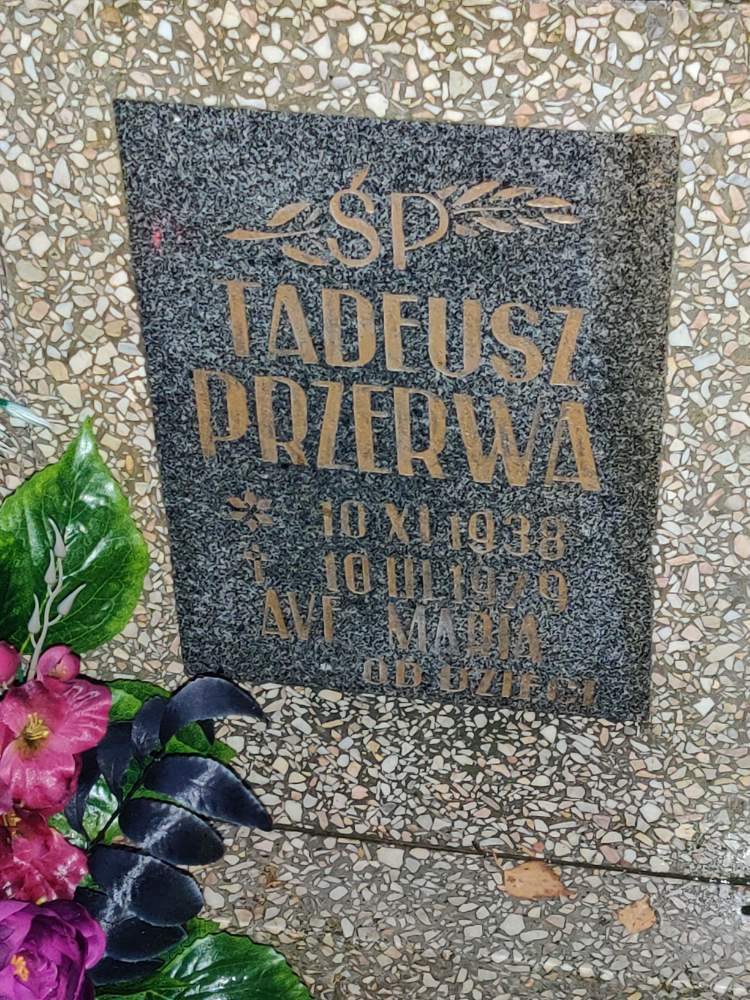 ŚP
TADEUSZ
PRZERWA
* 10 XI 1938
† 10 III 1979
AVE MARIA
OD DZIECI